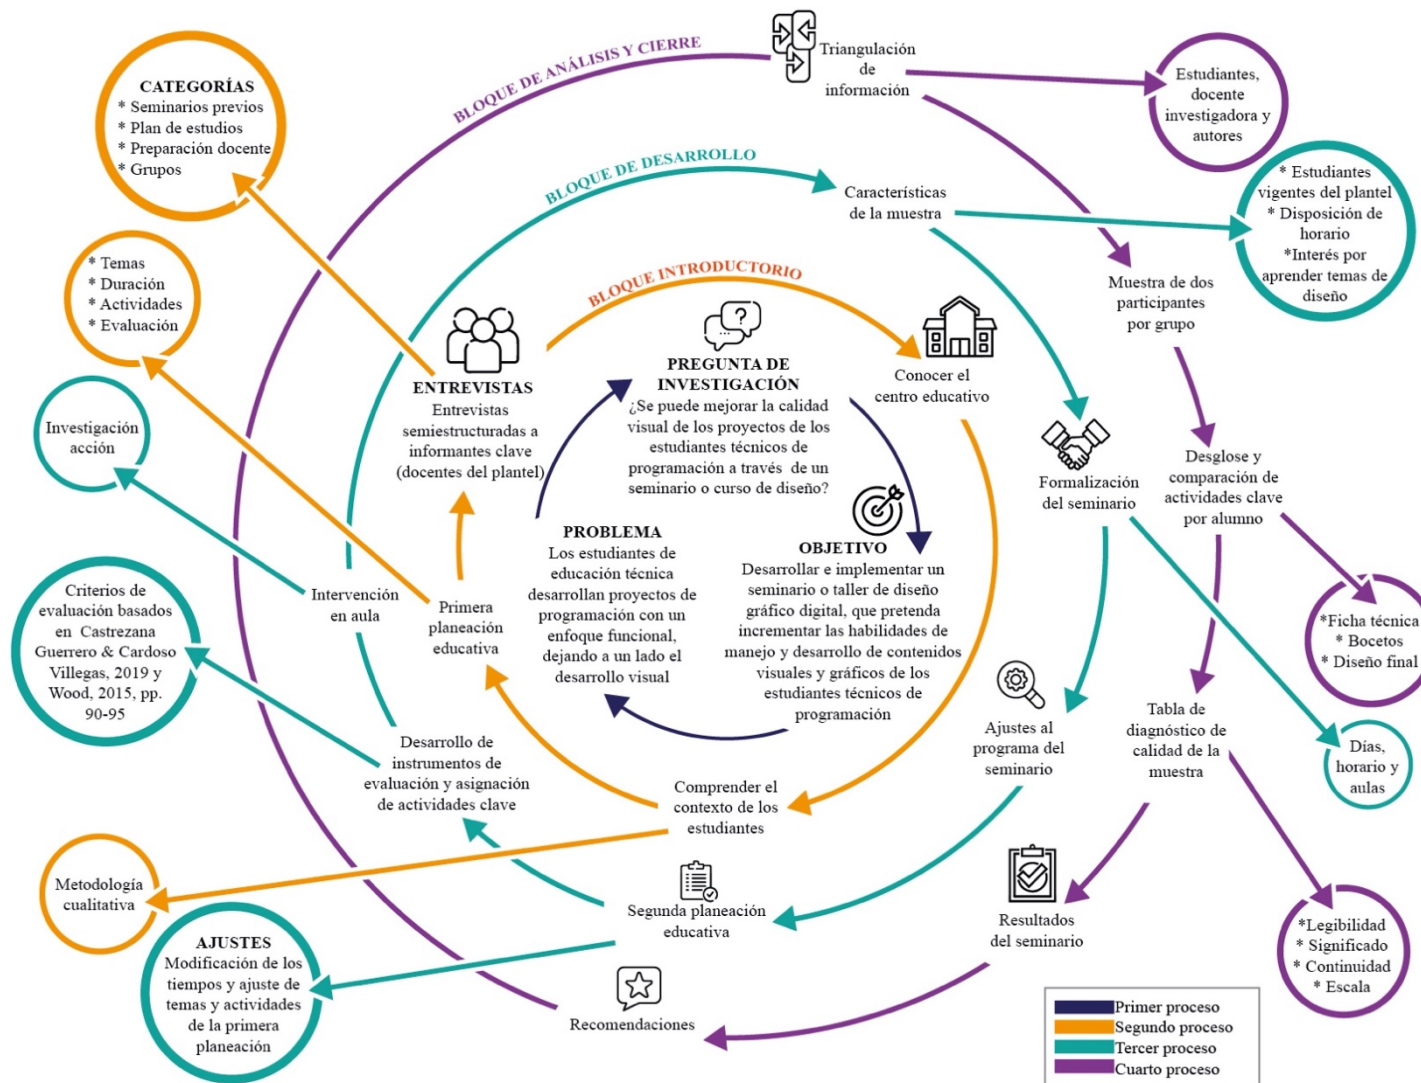 BLOQUE DE ANÁLISIS Y CIERRE
Triangulación
de
información
Estudiantes,
docente
investigadora y
autores
CATEGORÍAS
* Seminarios previos
* Plan de estudios
* Preparación docente
* Grupos
BLOQUE DE DESARROLLO
Características
de la muestra
* Estudiantes
vigentes del plantel
* Disposición de
horario
*Interés por
aprender temas de
diseño
* Temas
* Duración
* Actividades
* Evaluación
BLOQUE INTRODUCTORIO
Muestra de dos
participantes
por grupo
ENTREVISTAS
Entrevistas
semiestructuradas a
informantes clave
(docentes del plantel)
PREGUNTA DE
INVESTIGACIÓN
¿Se puede mejorar la calidad
visual de los proyectos de los
estudiantes técnicos de
programación a través de un
seminario o curso de diseño?
Conocer el
centro educativo
Investigación
acción
Formalización
del seminario
Desglose y
comparación de
actividades clave
por alumno
PROBLEMA
Los estudiantes de
educación técnica
desarrollan proyectos de
programación con un
enfoque funcional,
dejando a un lado el
desarrollo visual
OBJETIVO
Desarrollar e implementar un
seminario o taller de diseño
gráfico digital, que pretenda
incrementar las habilidades de
manejo y desarrollo de contenidos
visuales y gráficos de los
estudiantes técnicos de
programación
Criterios de
evaluación basados
en Castrezana
Guerrero & Cardoso
Villegas, 2019 y
Wood, 2015, pp.
90-95
Intervención
en aula
Primera
planeación
educativa
*Ficha técnica
* Bocetos
* Diseño final
Ajustes al
programa del
seminario
Tabla de
diagnóstico de
calidad de la
muestra
Días,
horario y
aulas
Desarrollo de
instrumentos de
evaluación y asignación
de actividades clave
Comprender el
contexto de los
estudiantes
Metodología
cualitativa
Segunda planeación
educativa
Resultados
del seminario
*Legibilidad
* Significado
* Continuidad
* Escala
AJUSTES
Modificación de los
tiempos y ajuste de
temas y actividades
de la primera
planeación
Recomendaciones
Primer proceso
Segundo proceso
Tercer proceso
Cuarto proceso